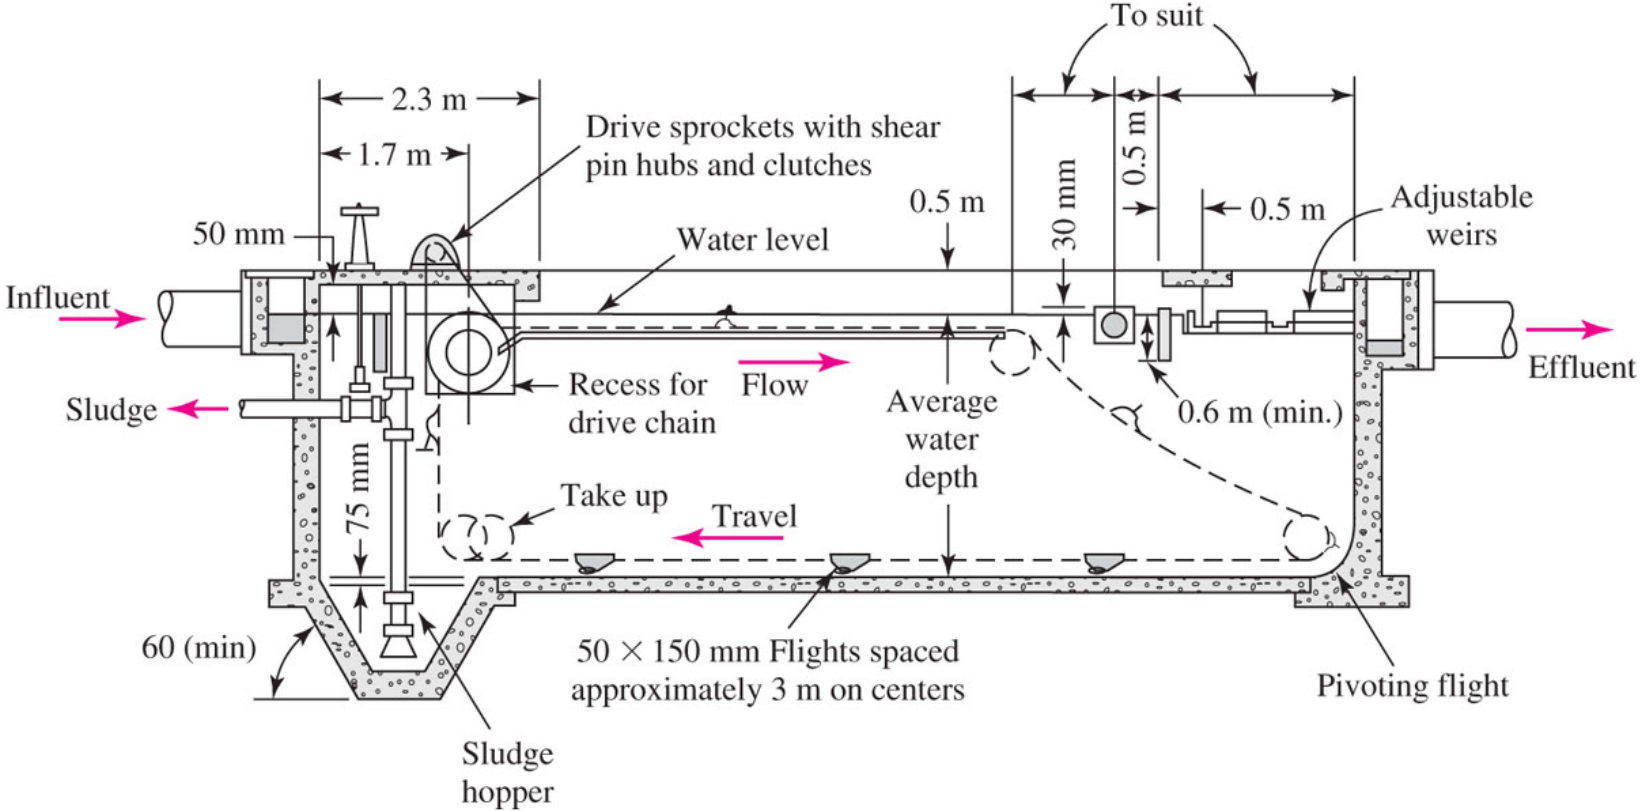 To suit
2.3 m
Drive sprockets with shear
pin hubs and clutches
1.7 m
0.5 m
30 mm
0.5 m
0.5 m
Adjustable
weirs
50 mm
Water level
Influent
Effluent
Recess for
drive chain
Flow
Average
water
depth
0.6 m (min.)
Sludge
75 mm
Take up
Travel
60 (min)
50 × 150 mm Flights spaced
approximately 3 m on centers
Pivoting flight
Sludge
hopper